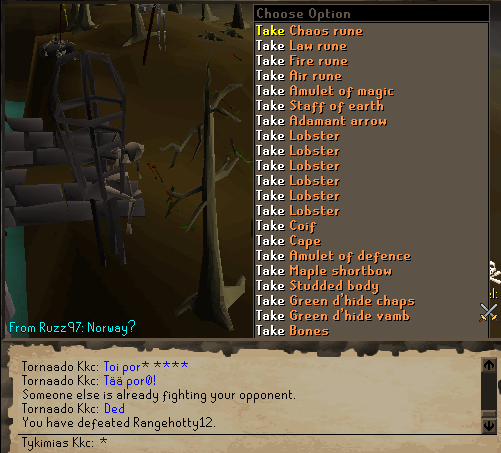 Choose Option
Take Chaos rune
Take Law rune
Take Fire rune
Take Air rune
Take Amulet of magic
Take Staff of earth
Take Adamant arrow
Take Lobster
Take Lobster
Take Lobster
Take Lobster
Take Lobster
Take Lobster
Take Coif
Take Cape
Take Amulet of defence
Take Maple shortbow
Take Studded body
Take Green d'hide chaps
Take Green d'hide vamb
Take Bones
From Ruzz97: Norway?
Tornaado Kkc: Toi por* ****
Tornaado Kkc: Tää por0!
Someone else is already fighting your opponent.
Tornaado Kkc: Ded
You have defeated Rangehotty12.
Tykimias Kkc: *